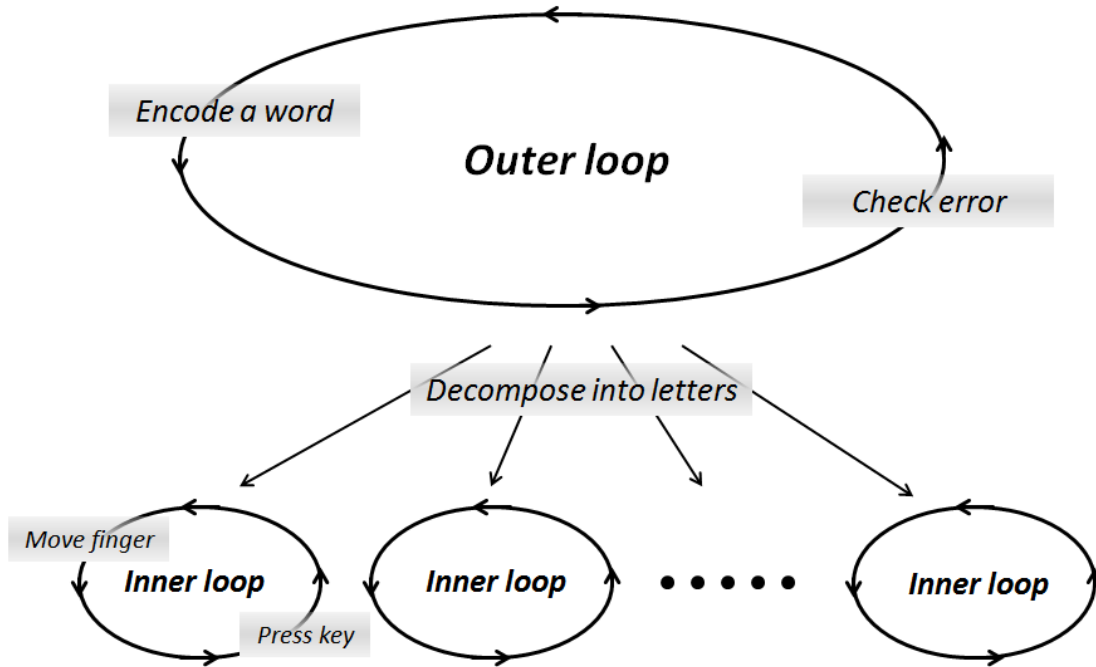 Encode a word
Outer loop
Check error
Decompose into letters
Move finger
Inner loop
Inner loop
Inner loop
Press key